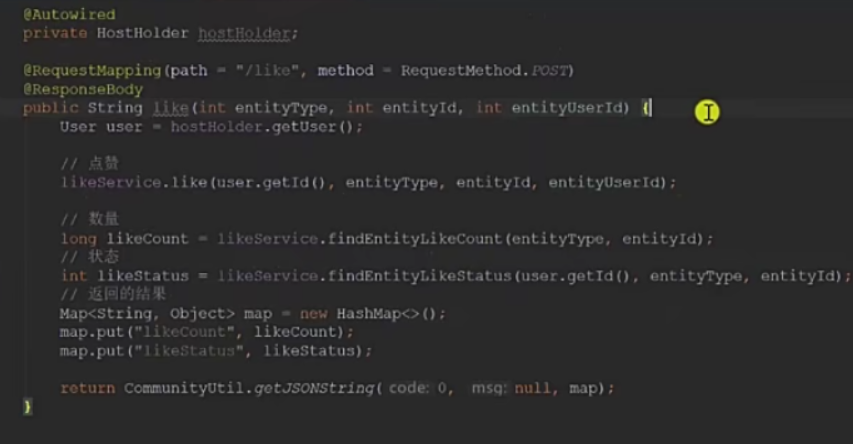 @Autowired
private HostHolder hostHolder;
@RequestMapping(path = "/like", method = RequestMethod.POST)
@ResponseBody
public String like(int entityType, int entityId, int entityUserId) {
User user = hostHolder.getUser();
// 点赞
likeService.like(user.getId(), entityType, entityId, entityUserId);
// 数量
long likeCount = likeService.findEntityLikeCount(entityType, entityId);
// 状态
int likeStatus = likeService.findEntityLikeStatus(user.getId(), entityType, entityId);
// 返回的结果
Map<String, Object> map = new HashMap<>();
map.put("likeCount", likeCount);
map.put("likeStatus", likeStatus);
return CommunityUtil.getJSONString( code: 0, msg: null, map);
}